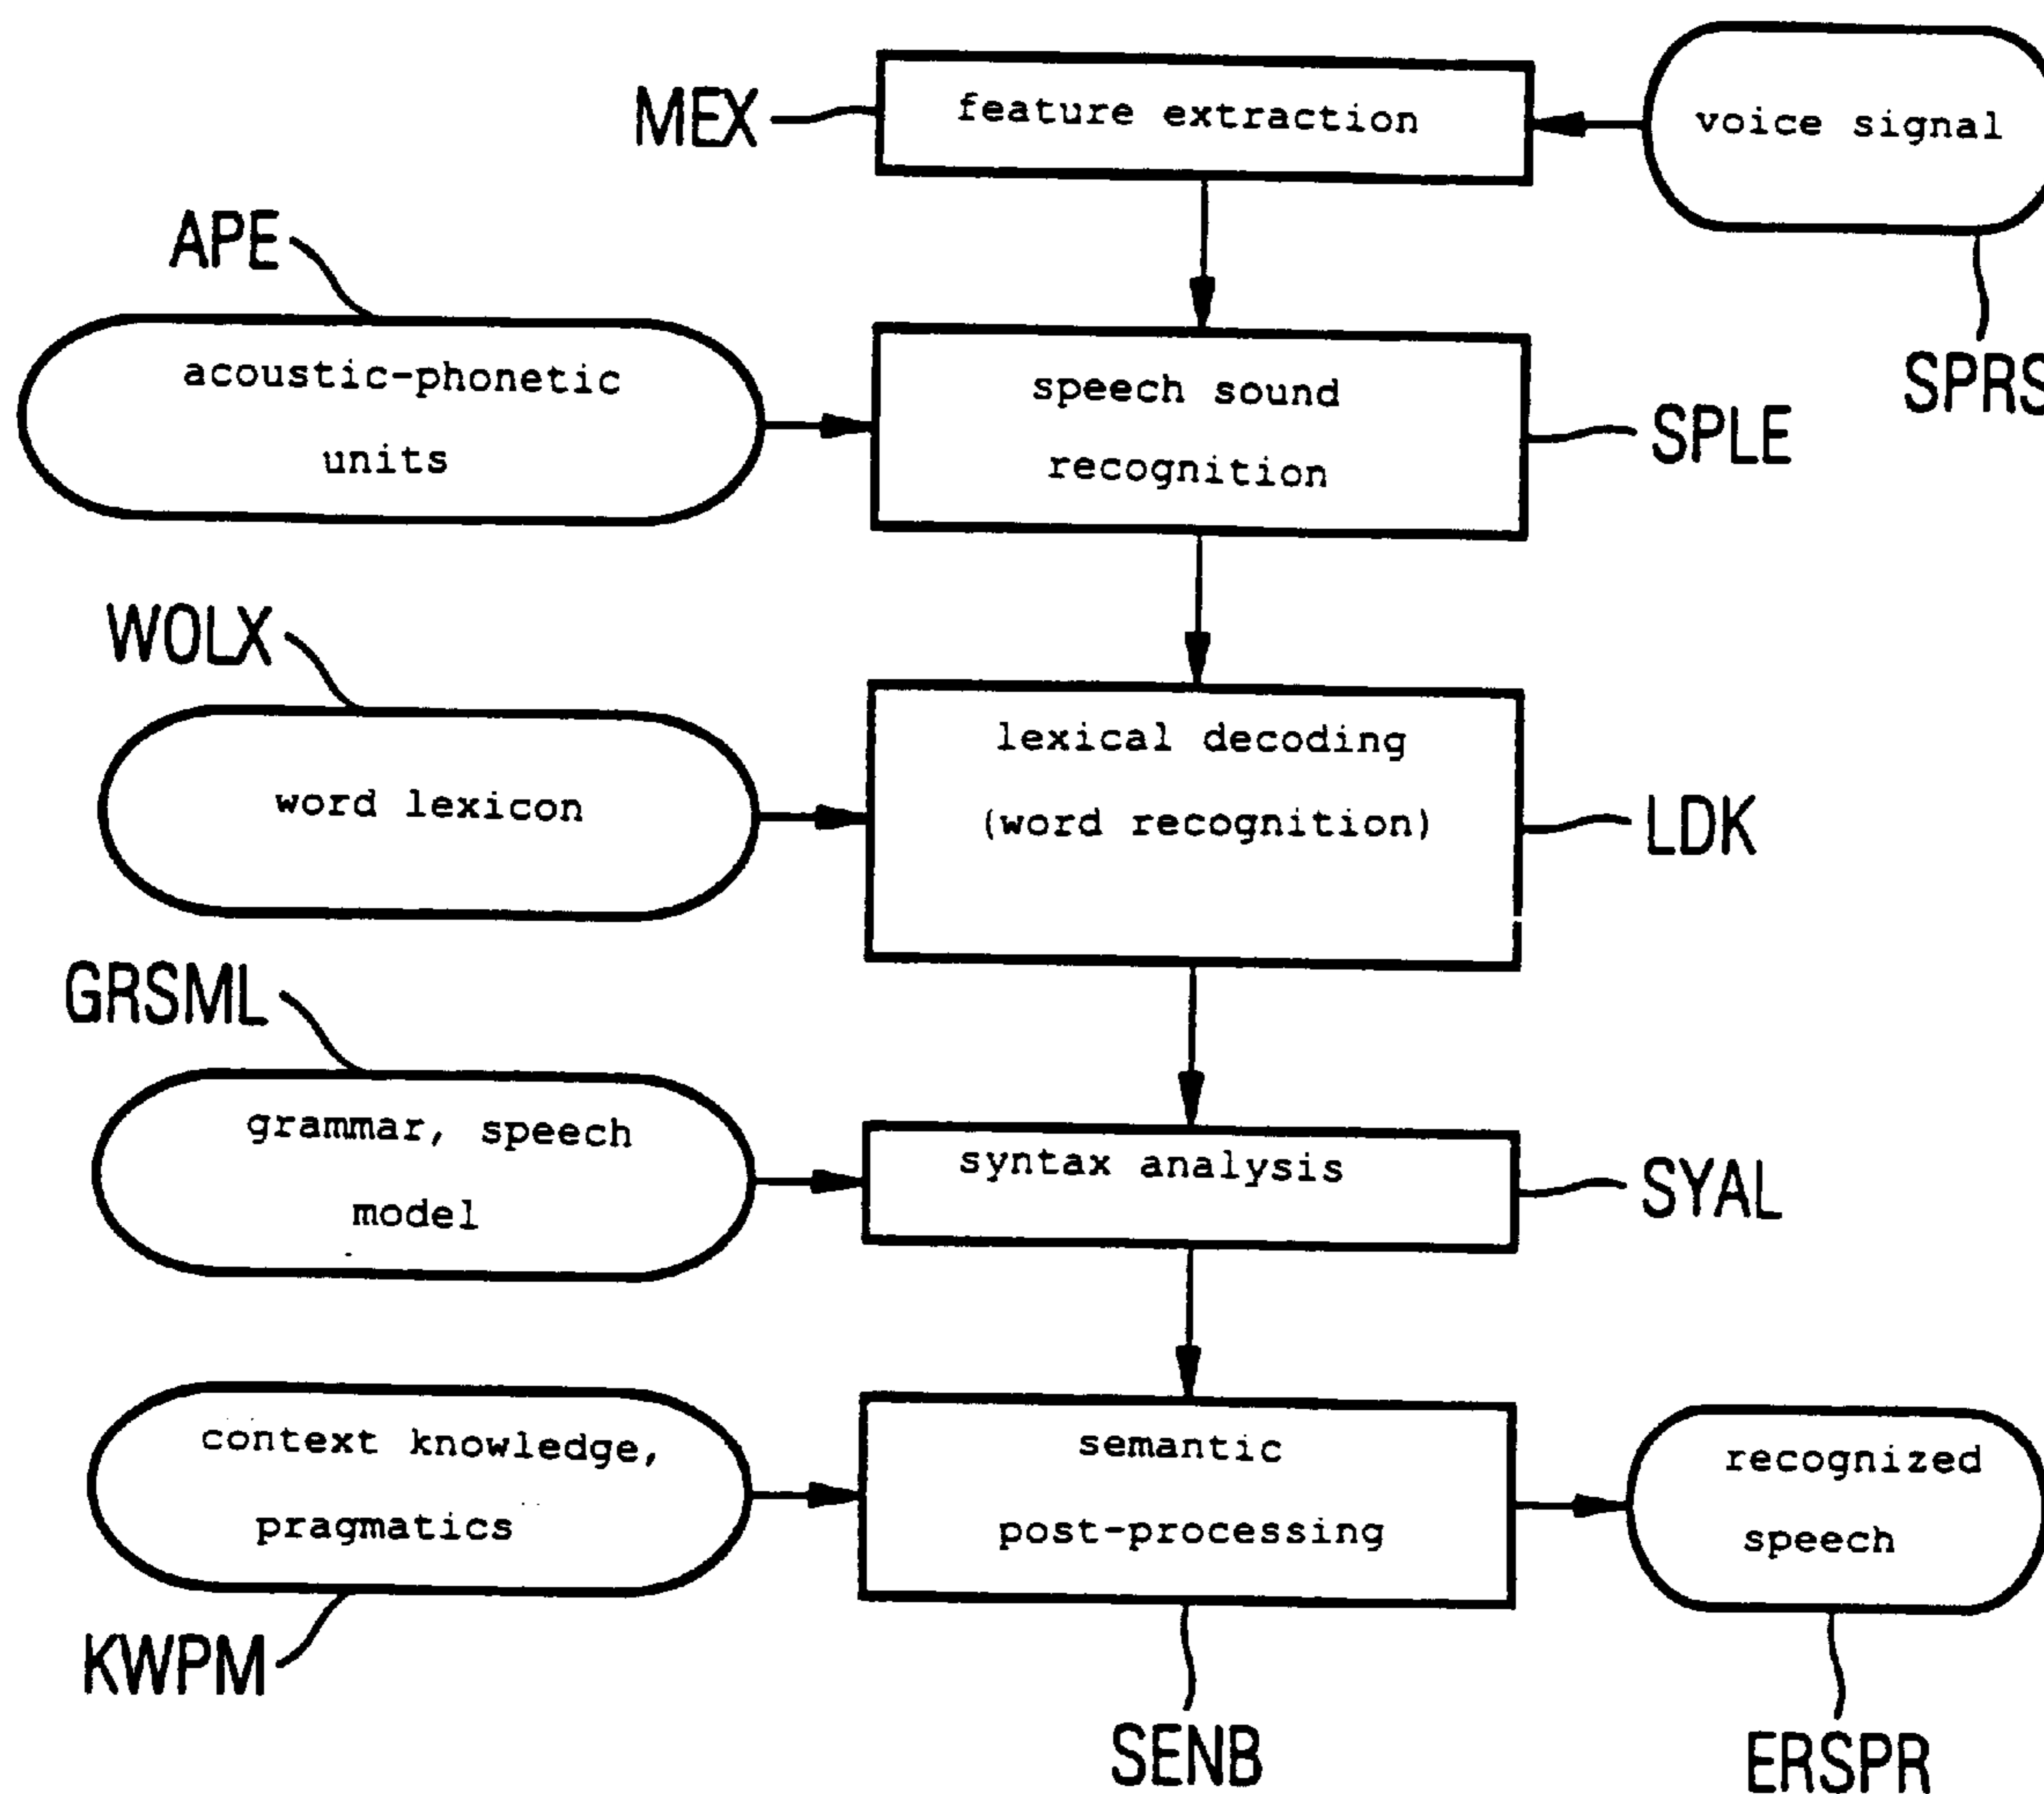 MEX
feature extraction
voice signal
APE
SPRS
acoustic-phonetic
units
speech sound
recognition
SPLE
WOLX
word lexicon
lexical decoding
(word recognition)
LDK
GRSML
grammar, speech
model
syntax analysis
SYAL
context knowledge,
pragmatics
semantic
post-processing
recognized
speech
KWPM
SENB
ERSPR